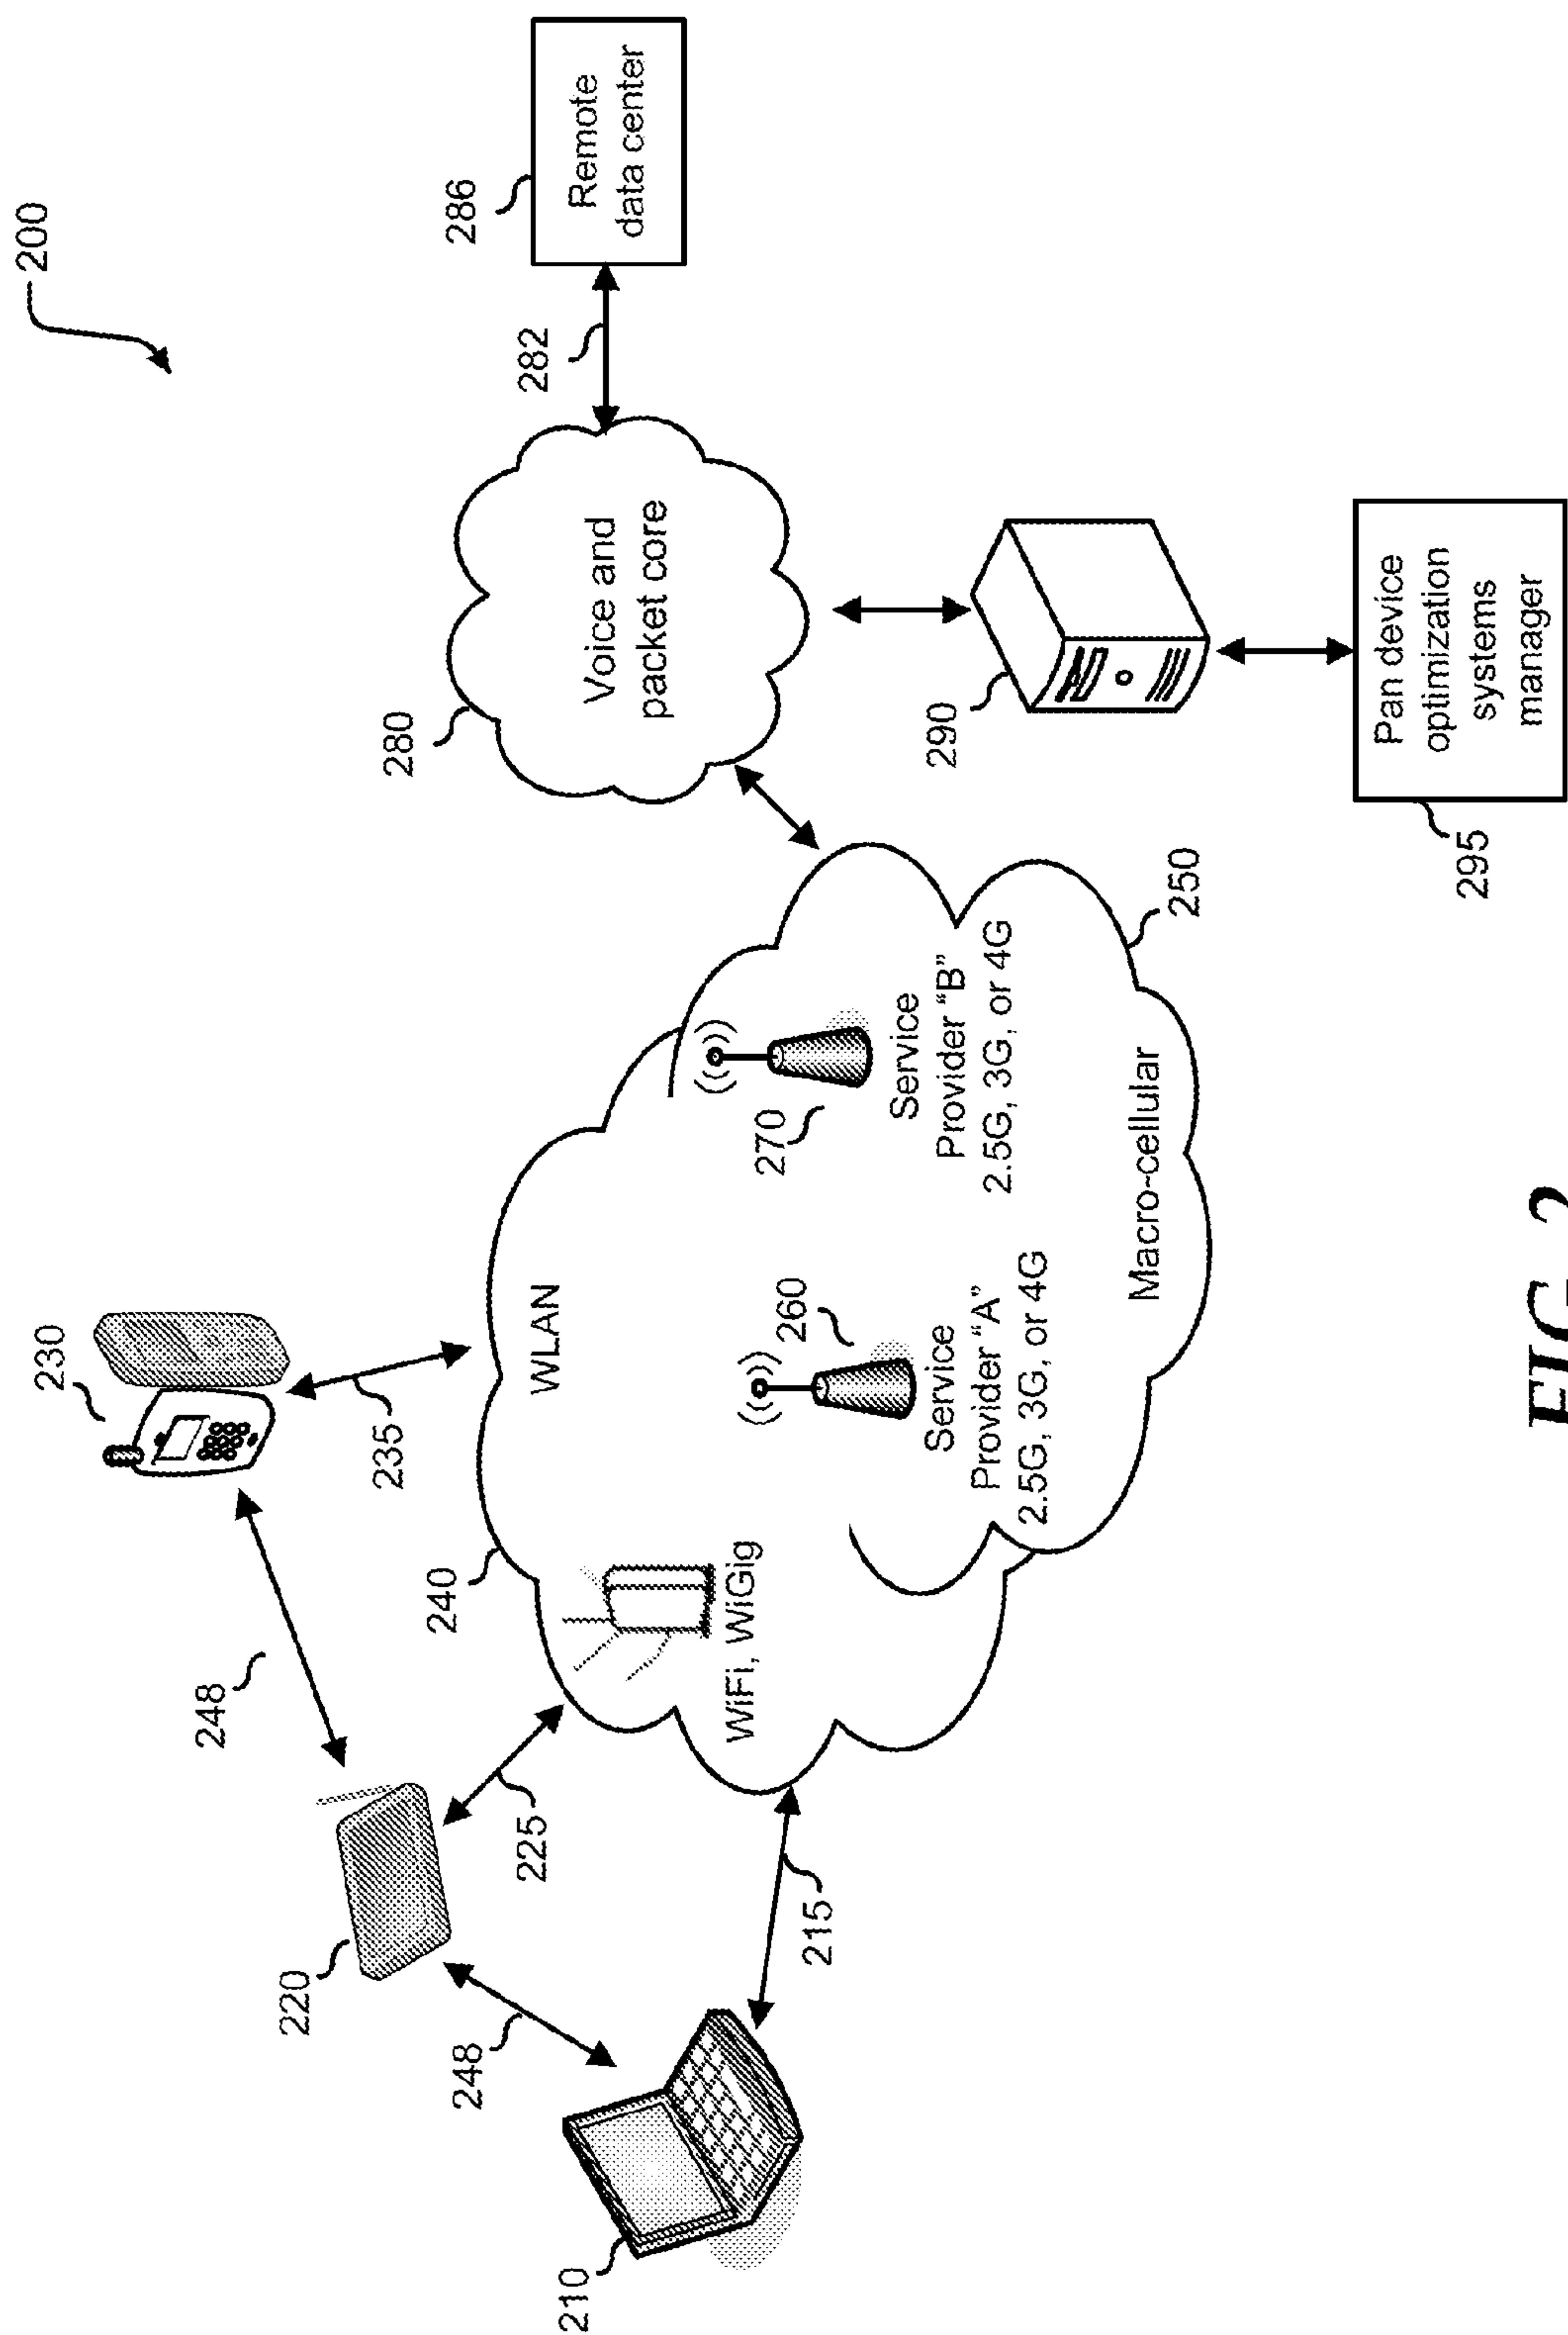 200
230
235
248
220
225
248
210
215
240
WLAN
WiFi, WiGig
260
Service
Provider “A”
2.5G, 3G, or 4G
270
Service
Provider “B”
2.5G, 3G, or 4G
Macro-cellular
250
280
Voice and
packet core
282
286
Remote
data center
290
Pan device
optimization
systems
manager
295
FIG. 2